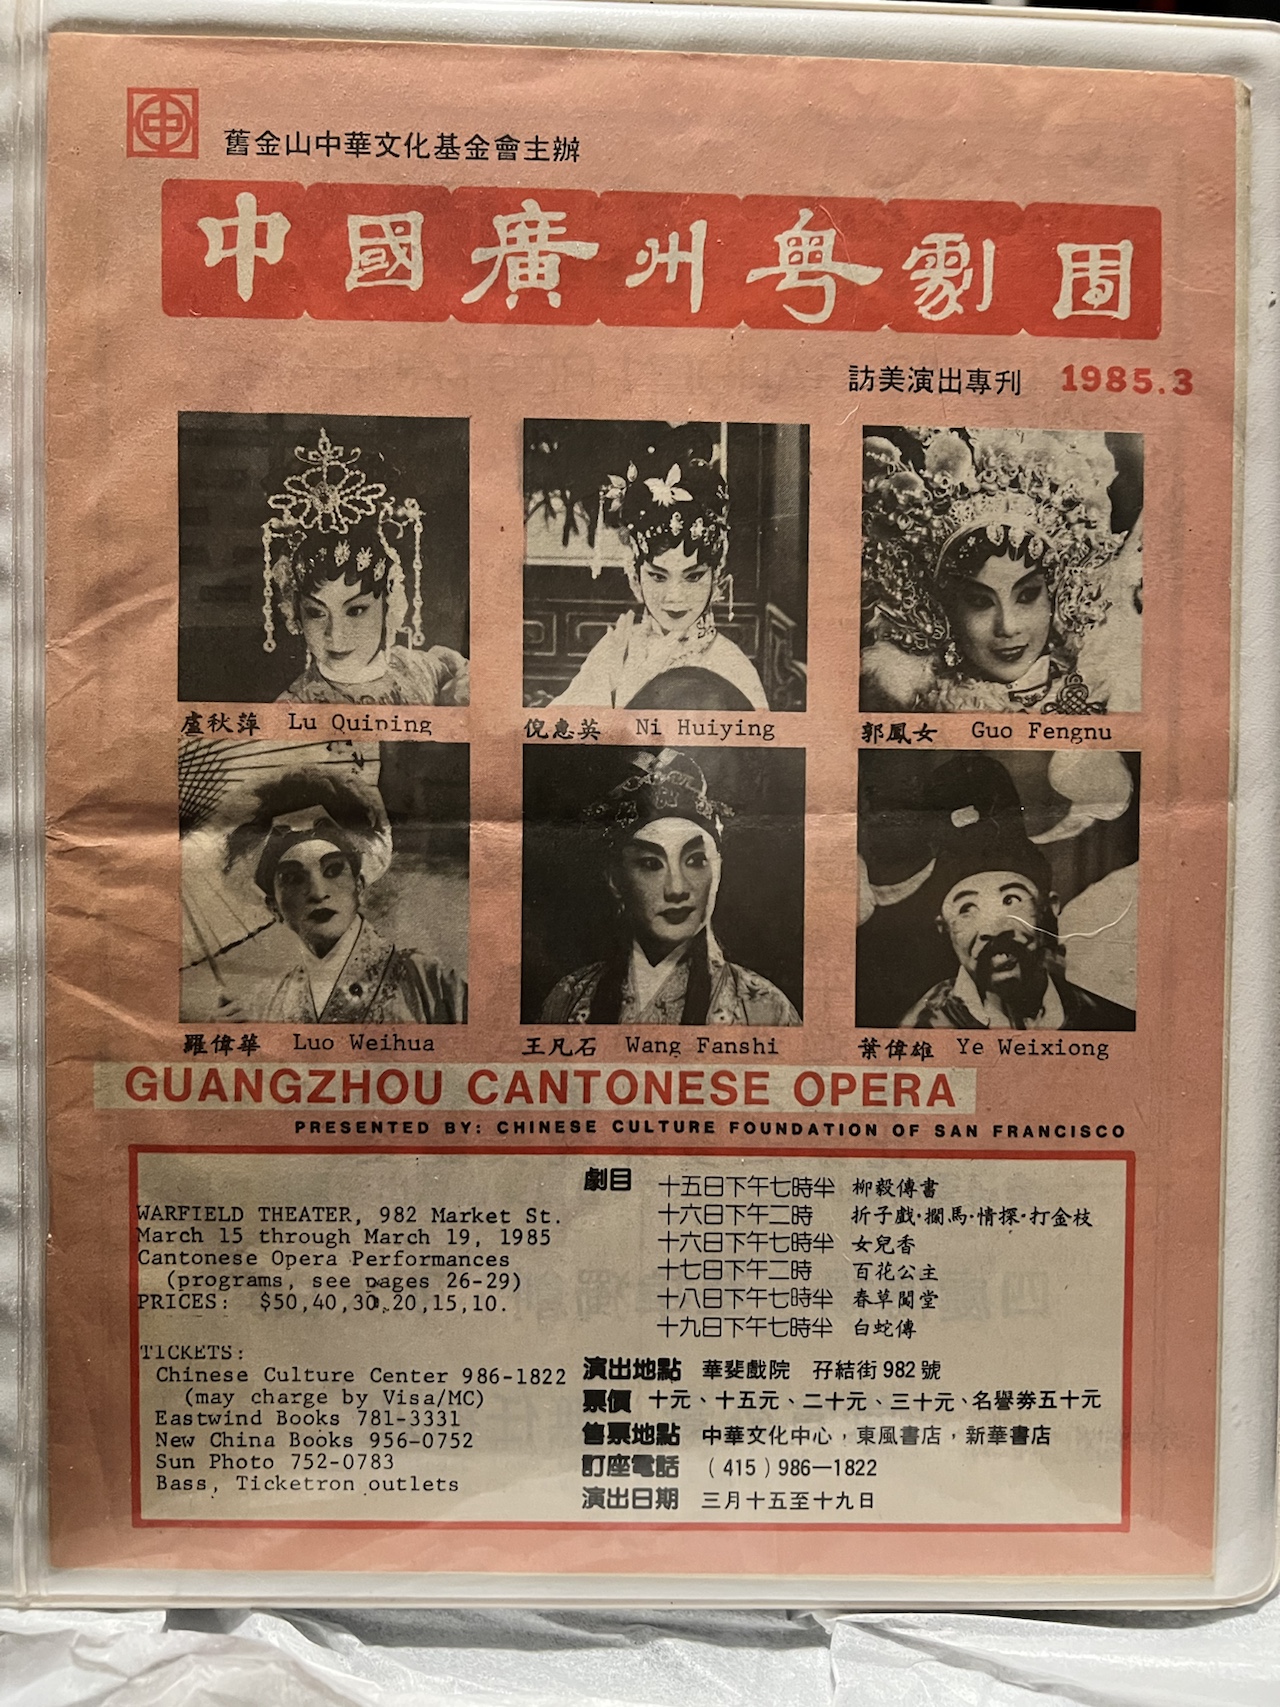 中
舊金山中華文化基金會主辦
中國廣州粤劇團
訪美演出專刊 1985.3
盧秋萍 Lu Quiping
倪惠英 Ni Huiying
郭鳳女 Guo Fengnu
羅偉華 Luo Weihua
王凡石 Wang Fanshi
葉偉雄 Ye Weixiong
GUANGZHOU CANTONESE OPERA
PRESENTED BY: CHINESE CULTURE FOUNDATION OF SAN FRANCISCO
WARFIELD THEATER, 982 Market St.
March 15 through March 19, 1985
Cantonese Opera Performances
(programs, see pages 26-29)
PRICES: $50,40,30,20,15,10.
TICKETS:
Chinese Culture Center 986-1822
(may charge by Visa/MC)
Eastwind Books 781-3331
New China Books 956-0752
Sun Photo 752-0783
Bass, Ticketron outlets
劇目 十五日下午七時半 柳毅傳書
十六日下午二時 折子戲·攔馬·情探·打金枝
十六日下午七時半 女兒香
十七日下午二時 百花公主
十八日下午七時半 春草闖堂
十九日下午七時半 白蛇傳
演出地點 華斐戲院 孖結街982號
票價 十元、十五元、二十元、三十元、名譽券五十元
售票地點 中華文化中心，東風書店，新華書店
訂座電話 (415)986—1822
演出日期 三月十五至十九日